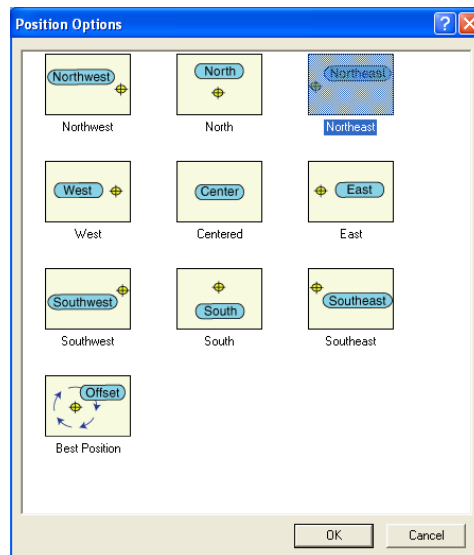 Position Options
Northwest North Northeast
Northwest North Northeast
West Center East
West Centered East
Southwest South Southeast
Southwest South Southeast
Offset
Best Position
OK Cancel